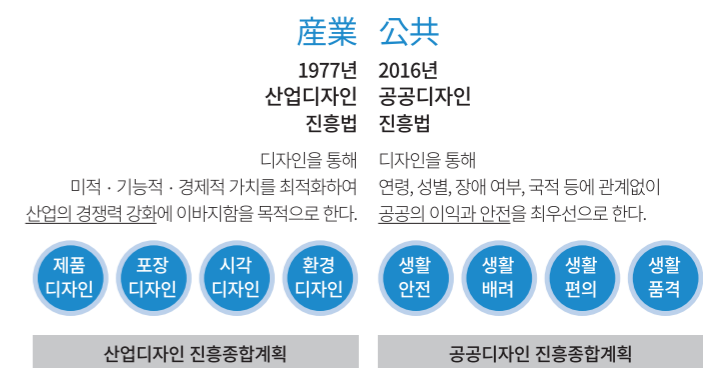 産業
1977년
산업디자인
진흥법
디자인을 통해
미적 · 기능적 · 경제적 가치를 최적화하여
산업의 경쟁력 강화에 이바지함을 목적으로 한다.
제품
디자인
포장
디자인
시각
디자인
환경
디자인
산업디자인 진흥종합계획
公共
2016년
공공디자인
진흥법
디자인을 통해
연령, 성별, 장애 여부, 국적 등에 관계없이
공공의 이익과 안전을 최우선으로 한다.
생활
안전
생활
배려
생활
편의
생활
품격
공공디자인 진흥종합계획